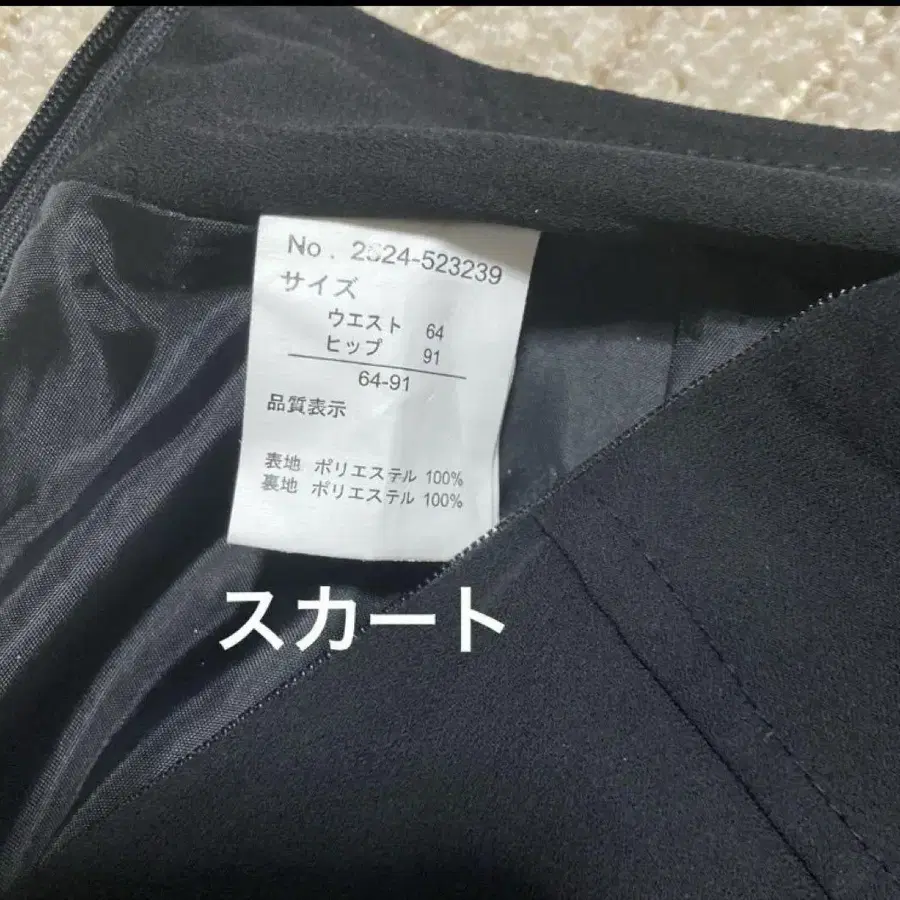 No. 2524-523239
サイズ
ウエスト 64
ヒップ 91
64-91
品質表示
表地 ポリエステル 100%
裏地 ポリエステル 100%
スカート